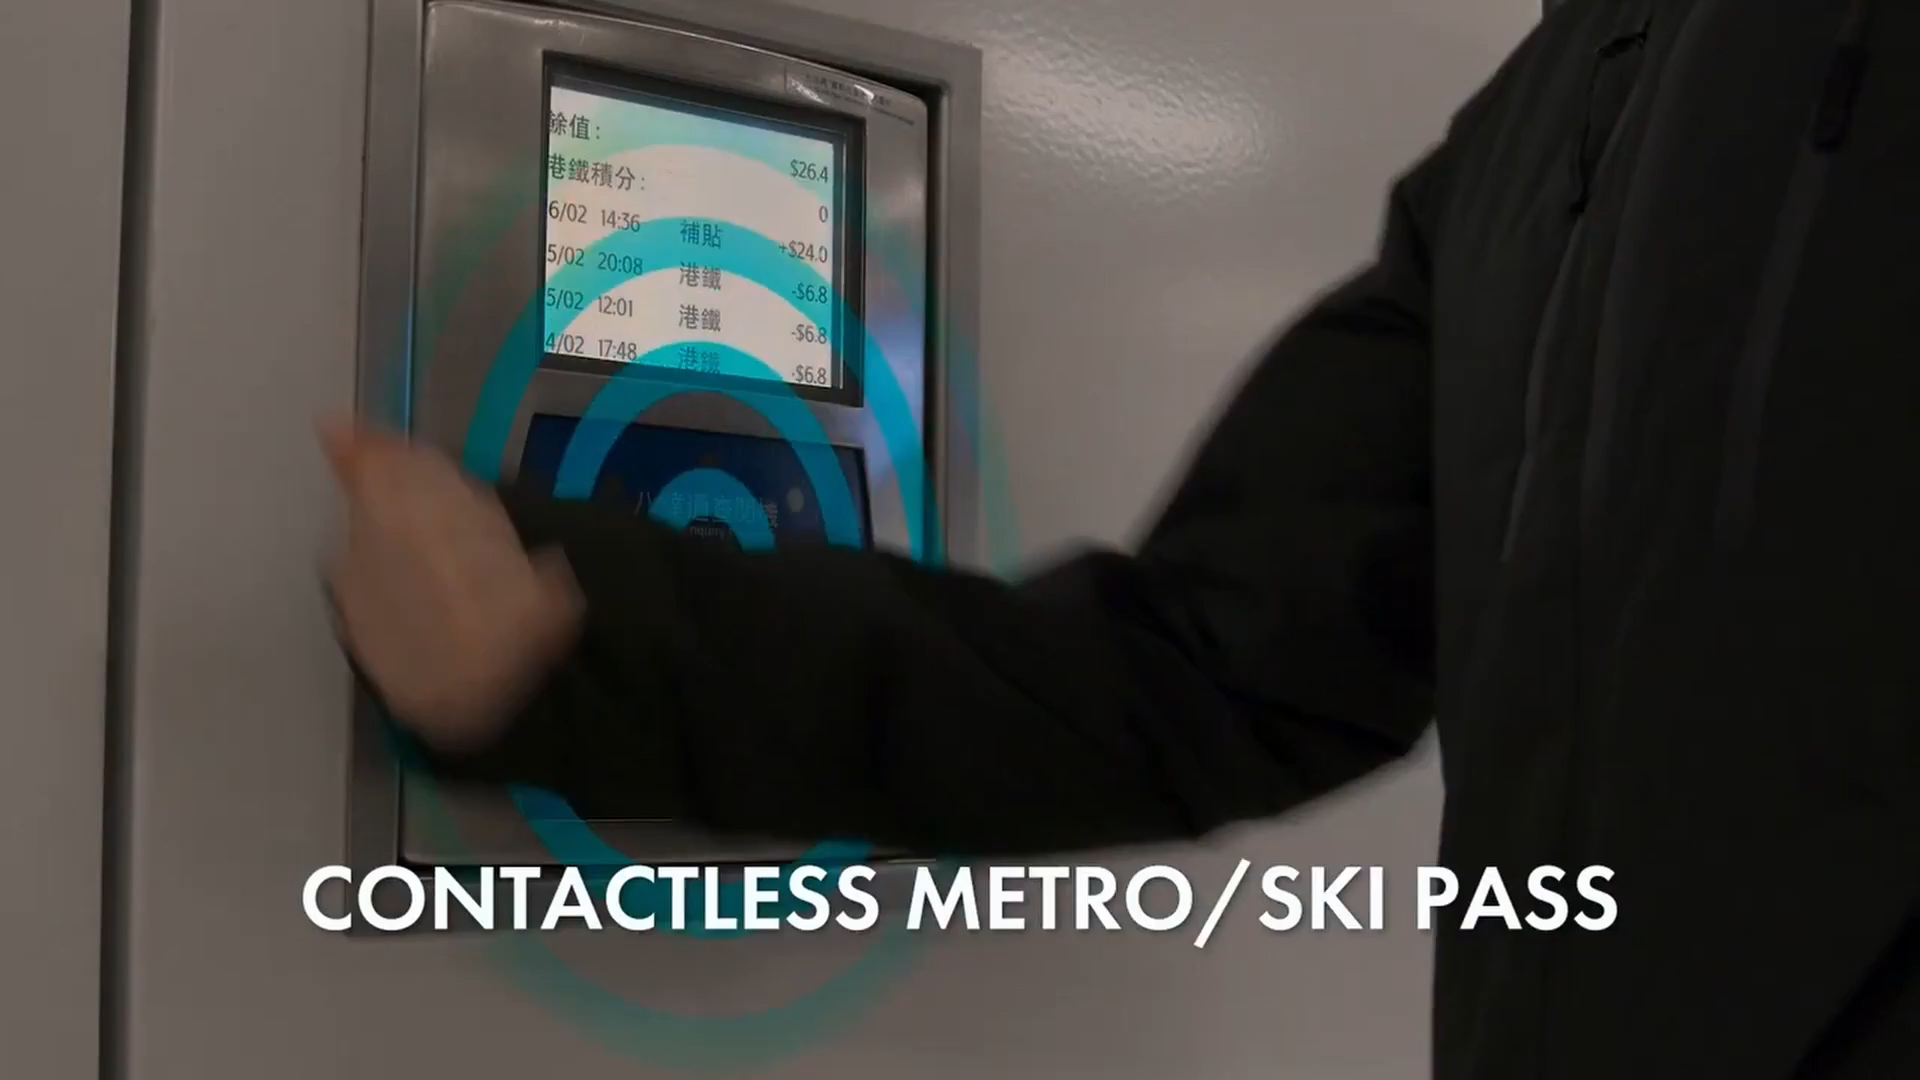 餘值: $26.4
港鐵積分: 0
6/02 14:36 補貼 +$24.0
5/02 20:08 港鐵 -$6.8
5/02 12:01 港鐵 -$6.8
4/02 17:48 港鐵 -$6.8
CONTACTLESS METRO/SKI PASS